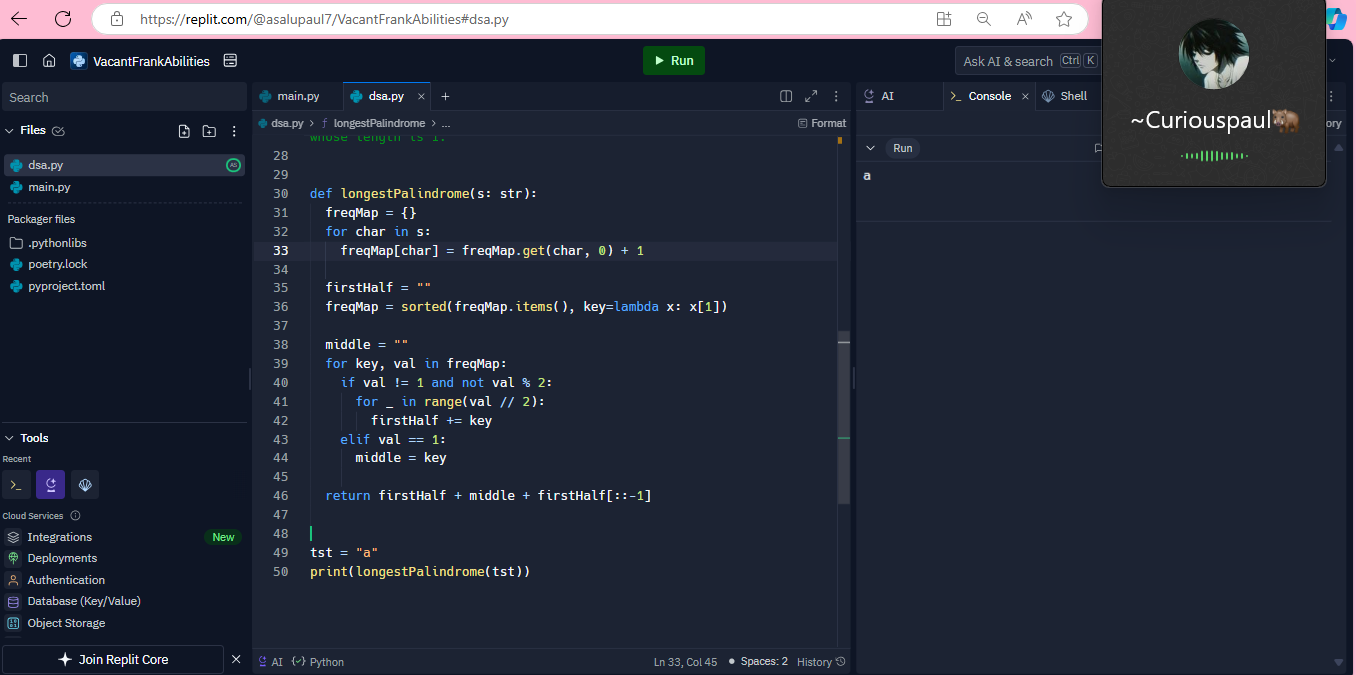 https://replit.com/@asalupaul7/VacantFrankAbilities#dsa.py
VacantFrankAbilities
Run
Ask AI & search Ctrl K
~Curiouspaul🐗
Search
Files
dsa.py
main.py
Packager files
.pythonlibs
poetry.lock
pyproject.toml
Tools
Recent
Cloud Services
Integrations New
Deployments
Authentication
Database (Key/Value)
Object Storage
Join Replit Core
main.py
dsa.py
dsa.py > longestPalindrome > ...
Format
whose length is 1.
28
29
30 def longestPalindrome(s: str):
31 freqMap = {}
32 for char in s:
33 freqMap[char] = freqMap.get(char, 0) + 1
34
35 firstHalf = ""
36 freqMap = sorted(freqMap.items(), key=lambda x: x[1])
37
38 middle = ""
39 for key, val in freqMap:
40 if val != 1 and not val % 2:
41 for _ in range(val // 2):
42 firstHalf += key
43 elif val == 1:
44 middle = key
45
46 return firstHalf + middle + firstHalf[::-1]
47
48
49 tst = "a"
50 print(longestPalindrome(tst))
AI
Python
Ln 33, Col 45
Spaces: 2
History
AI
Console
Shell
ory
Run
a